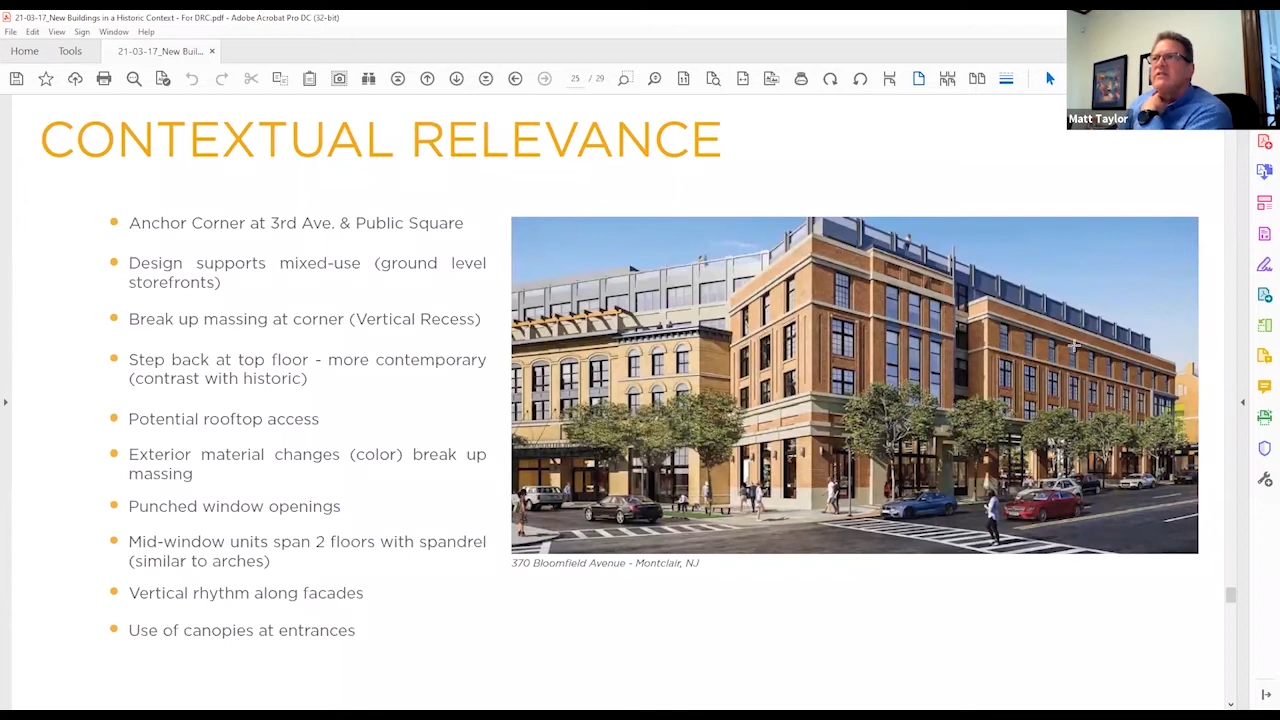 21-03-17_New Buildings in a Historic Context - For DRC.pdf - Adobe Acrobat Pro DC (32-bit)
File Edit View Sign Window Help
Home Tools 21-03-17_New Buil... ×
25 / 29
Matt Taylor
CONTEXTUAL RELEVANCE
• Anchor Corner at 3rd Ave. & Public Square
• Design supports mixed-use (ground level
storefronts)
• Break up massing at corner (Vertical Recess)
• Step back at top floor - more contemporary
(contrast with historic)
• Potential rooftop access
• Exterior material changes (color) break up
massing
• Punched window openings
• Mid-window units span 2 floors with spandrel
(similar to arches)
• Vertical rhythm along facades
• Use of canopies at entrances
370 Bloomfield Avenue - Montclair, NJ